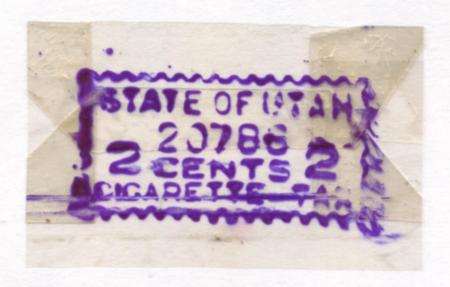 STATE OF UTAH
20786
2 CENTS 2
CIGARETTE TAX